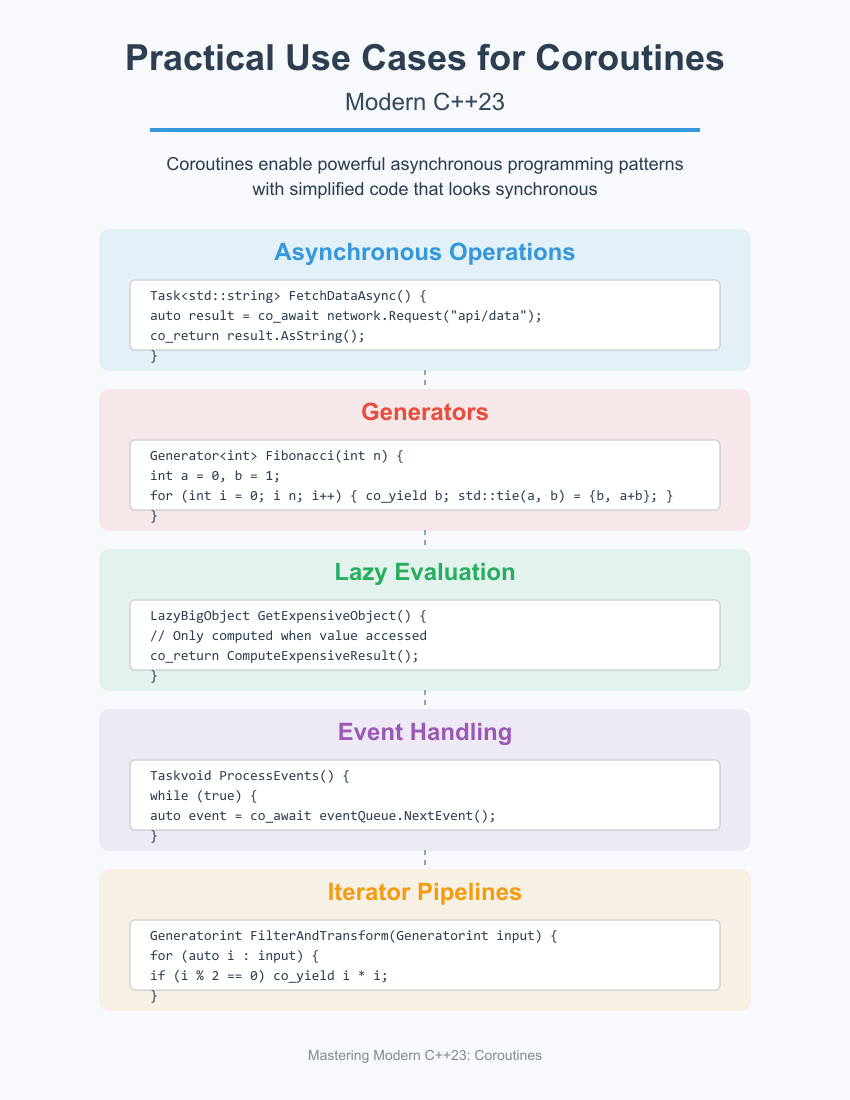 Practical Use Cases for Coroutines
Modern C++23
Coroutines enable powerful asynchronous programming patterns
with simplified code that looks synchronous
Asynchronous Operations
Task<std::string> FetchDataAsync() {
auto result = co_await network.Request("api/data");
co_return result.AsString();
}
Generators
Generator<int> Fibonacci(int n) {
int a = 0, b = 1;
for (int i = 0; i n; i++) { co_yield b; std::tie(a, b) = {b, a+b}; }
}
Lazy Evaluation
LazyBigObject GetExpensiveObject() {
// Only computed when value accessed
co_return ComputeExpensiveResult();
}
Event Handling
Taskvoid ProcessEvents() {
while (true) {
auto event = co_await eventQueue.NextEvent();
}
Iterator Pipelines
Generatorint FilterAndTransform(Generatorint input) {
for (auto i : input) {
if (i % 2 == 0) co_yield i * i;
}
Mastering Modern C++23: Coroutines